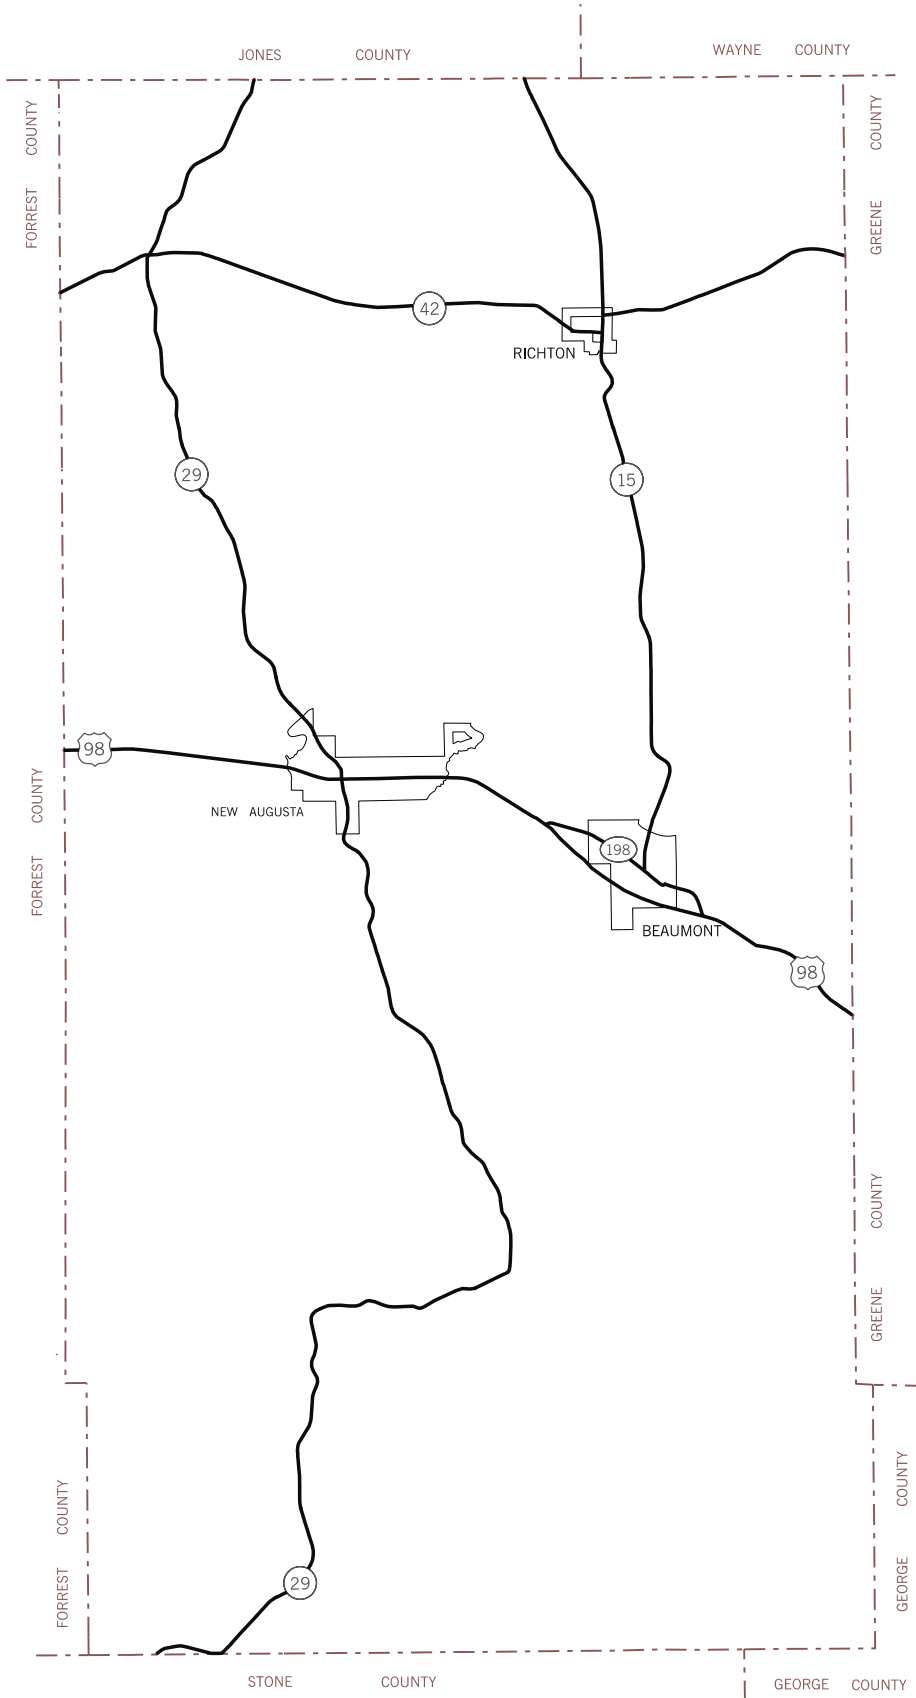 JONES COUNTY
WAYNE COUNTY
FORREST COUNTY
GREENE COUNTY
42
RICHTON
29
15
98
NEW AUGUSTA
FORREST COUNTY
198
BEAUMONT
98
GREENE COUNTY
FORREST COUNTY
GEORGE COUNTY
29
STONE COUNTY
GEORGE COUNTY